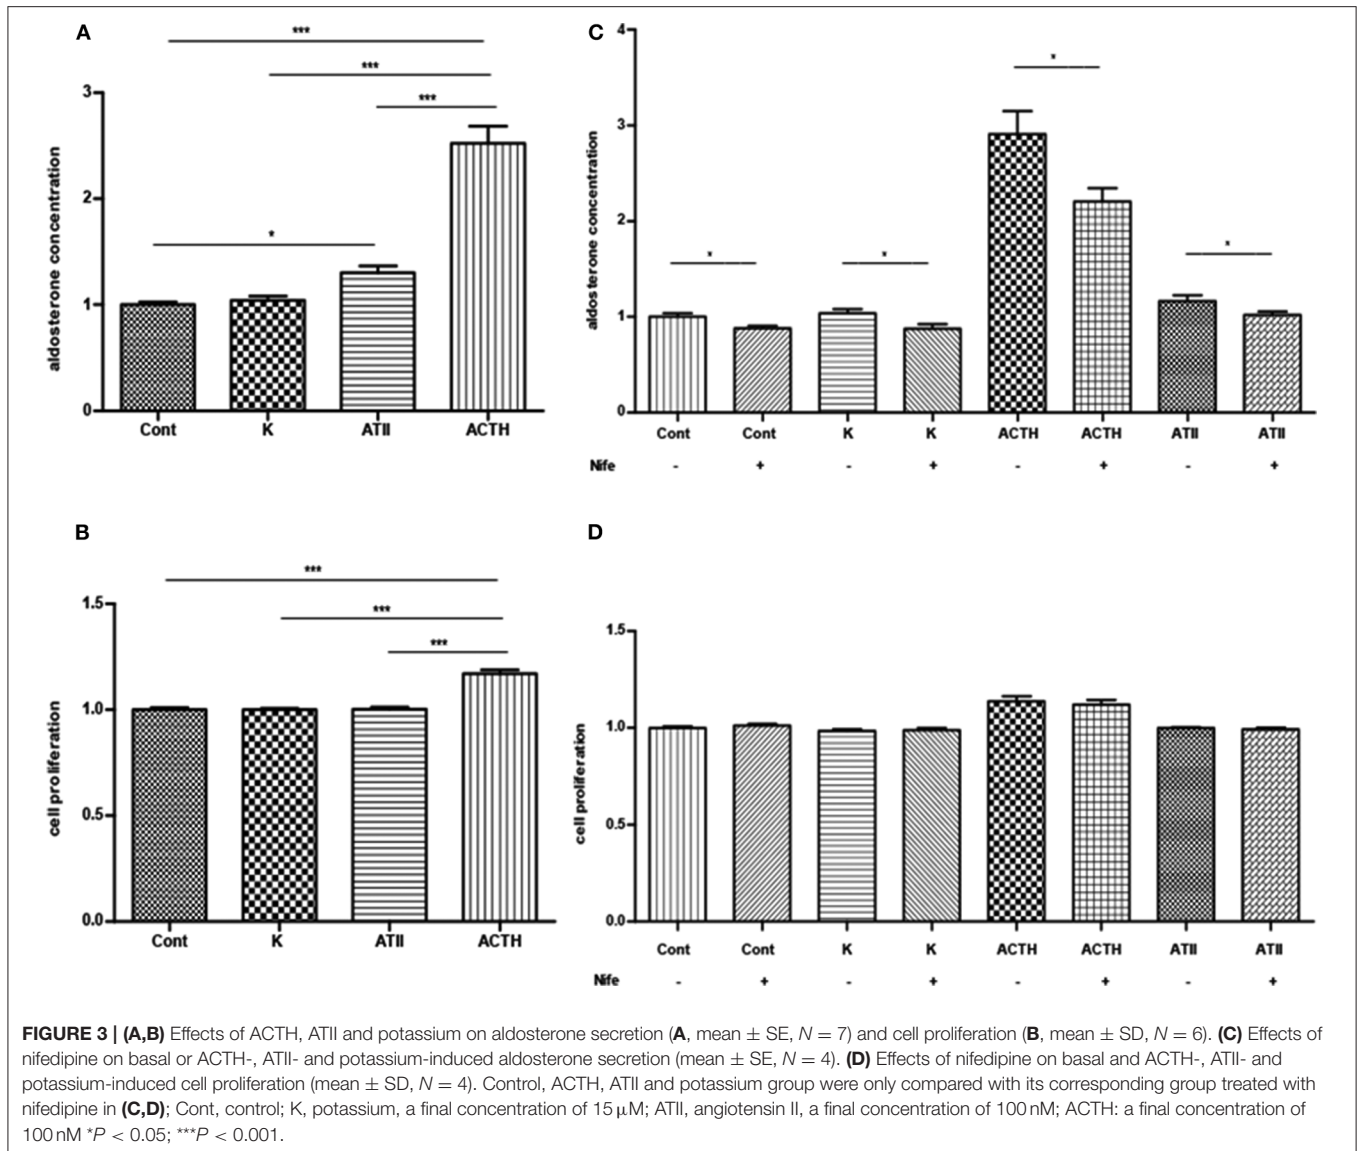 A
***
***
***
*
3
2
1
0
aldosterone concentration
Cont K ATII ACTH
C
*
*
*
*
4
3
2
1
0
aldosterone concentration
Cont Cont K K ACTH ACTH ATII ATII
Nife - + - + - + - +
B
***
***
***
1.5
1.0
0.5
0.0
cell proliferation
Cont K ATII ACTH
D
1.5
1.0
0.5
0.0
cell proliferation
Cont Cont K K ACTH ACTH ATII ATII
Nife - + - + - + - +
FIGURE 3 | (A,B) Effects of ACTH, ATII and potassium on aldosterone secretion (A, mean ± SE, N = 7) and cell proliferation (B, mean ± SD, N = 6). (C) Effects of
nifedipine on basal or ACTH-, ATII- and potassium-induced aldosterone secretion (mean ± SE, N = 4). (D) Effects of nifedipine on basal and ACTH-, ATII- and
potassium-induced cell proliferation (mean ± SD, N = 4). Control, ACTH, ATII and potassium group were only compared with its corresponding group treated with
nifedipine in (C,D); Cont, control; K, potassium, a final concentration of 15 μM; ATII, angiotensin II, a final concentration of 100 nM; ACTH: a final concentration of
100 nM *P < 0.05; ***P < 0.001.